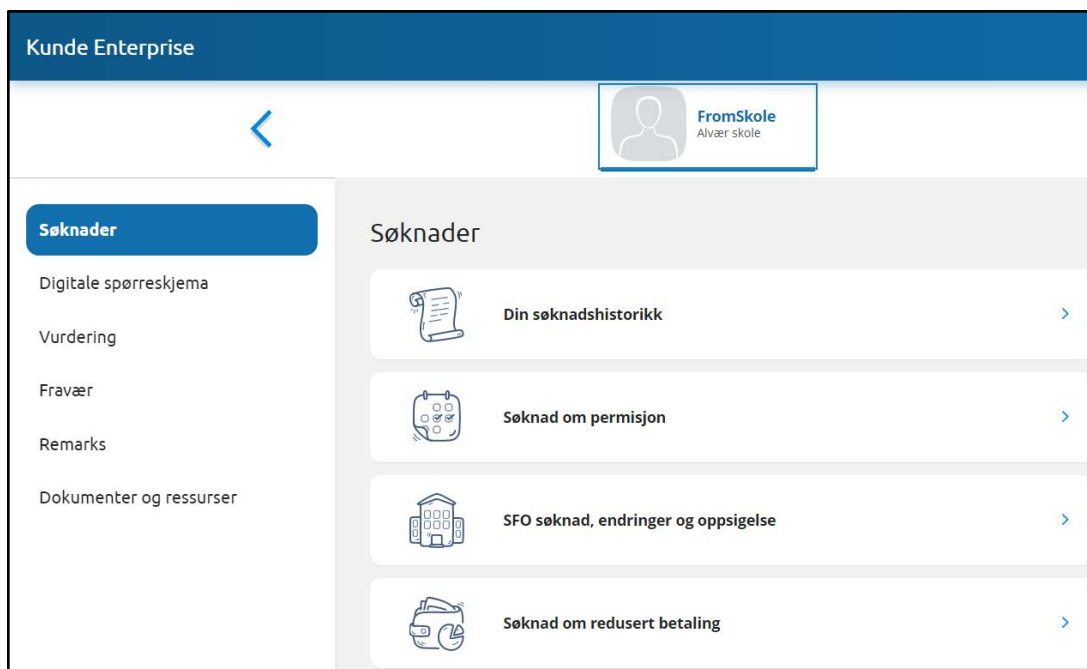 Kunde Enterprise
FromSkole
Alvær skole
Søknader
Digitale spørreskjema
Vurdering
Fravær
Remarks
Dokumenter og ressurser
Søknader
Din søknadshistorikk
Søknad om permisjon
SFO søknad, endringer og oppsigelse
Søknad om redusert betaling